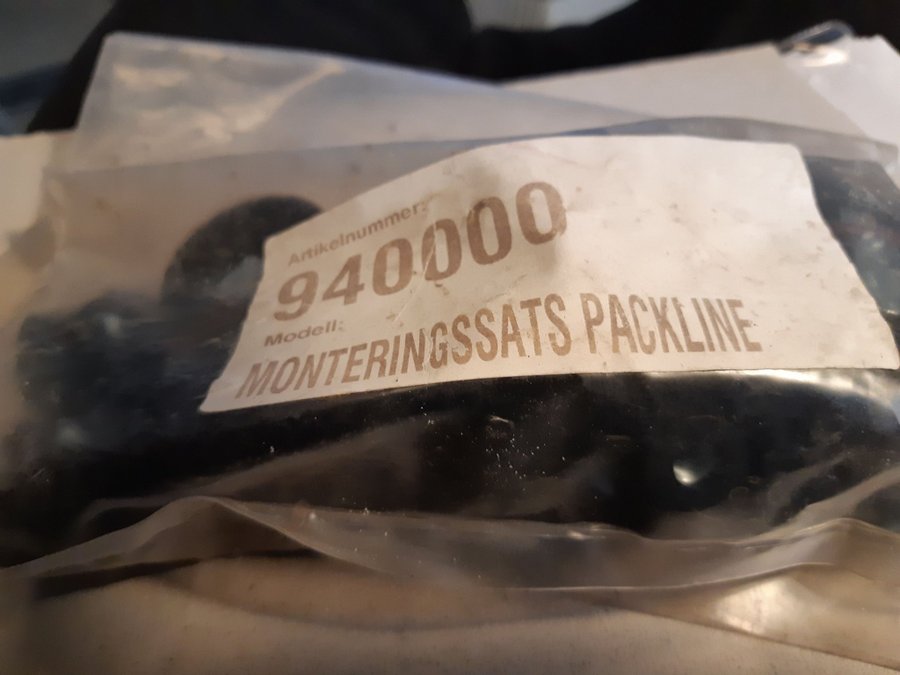 Artikelnummer:
940000
Modell:
MONTERINGSSATS PACKLINE